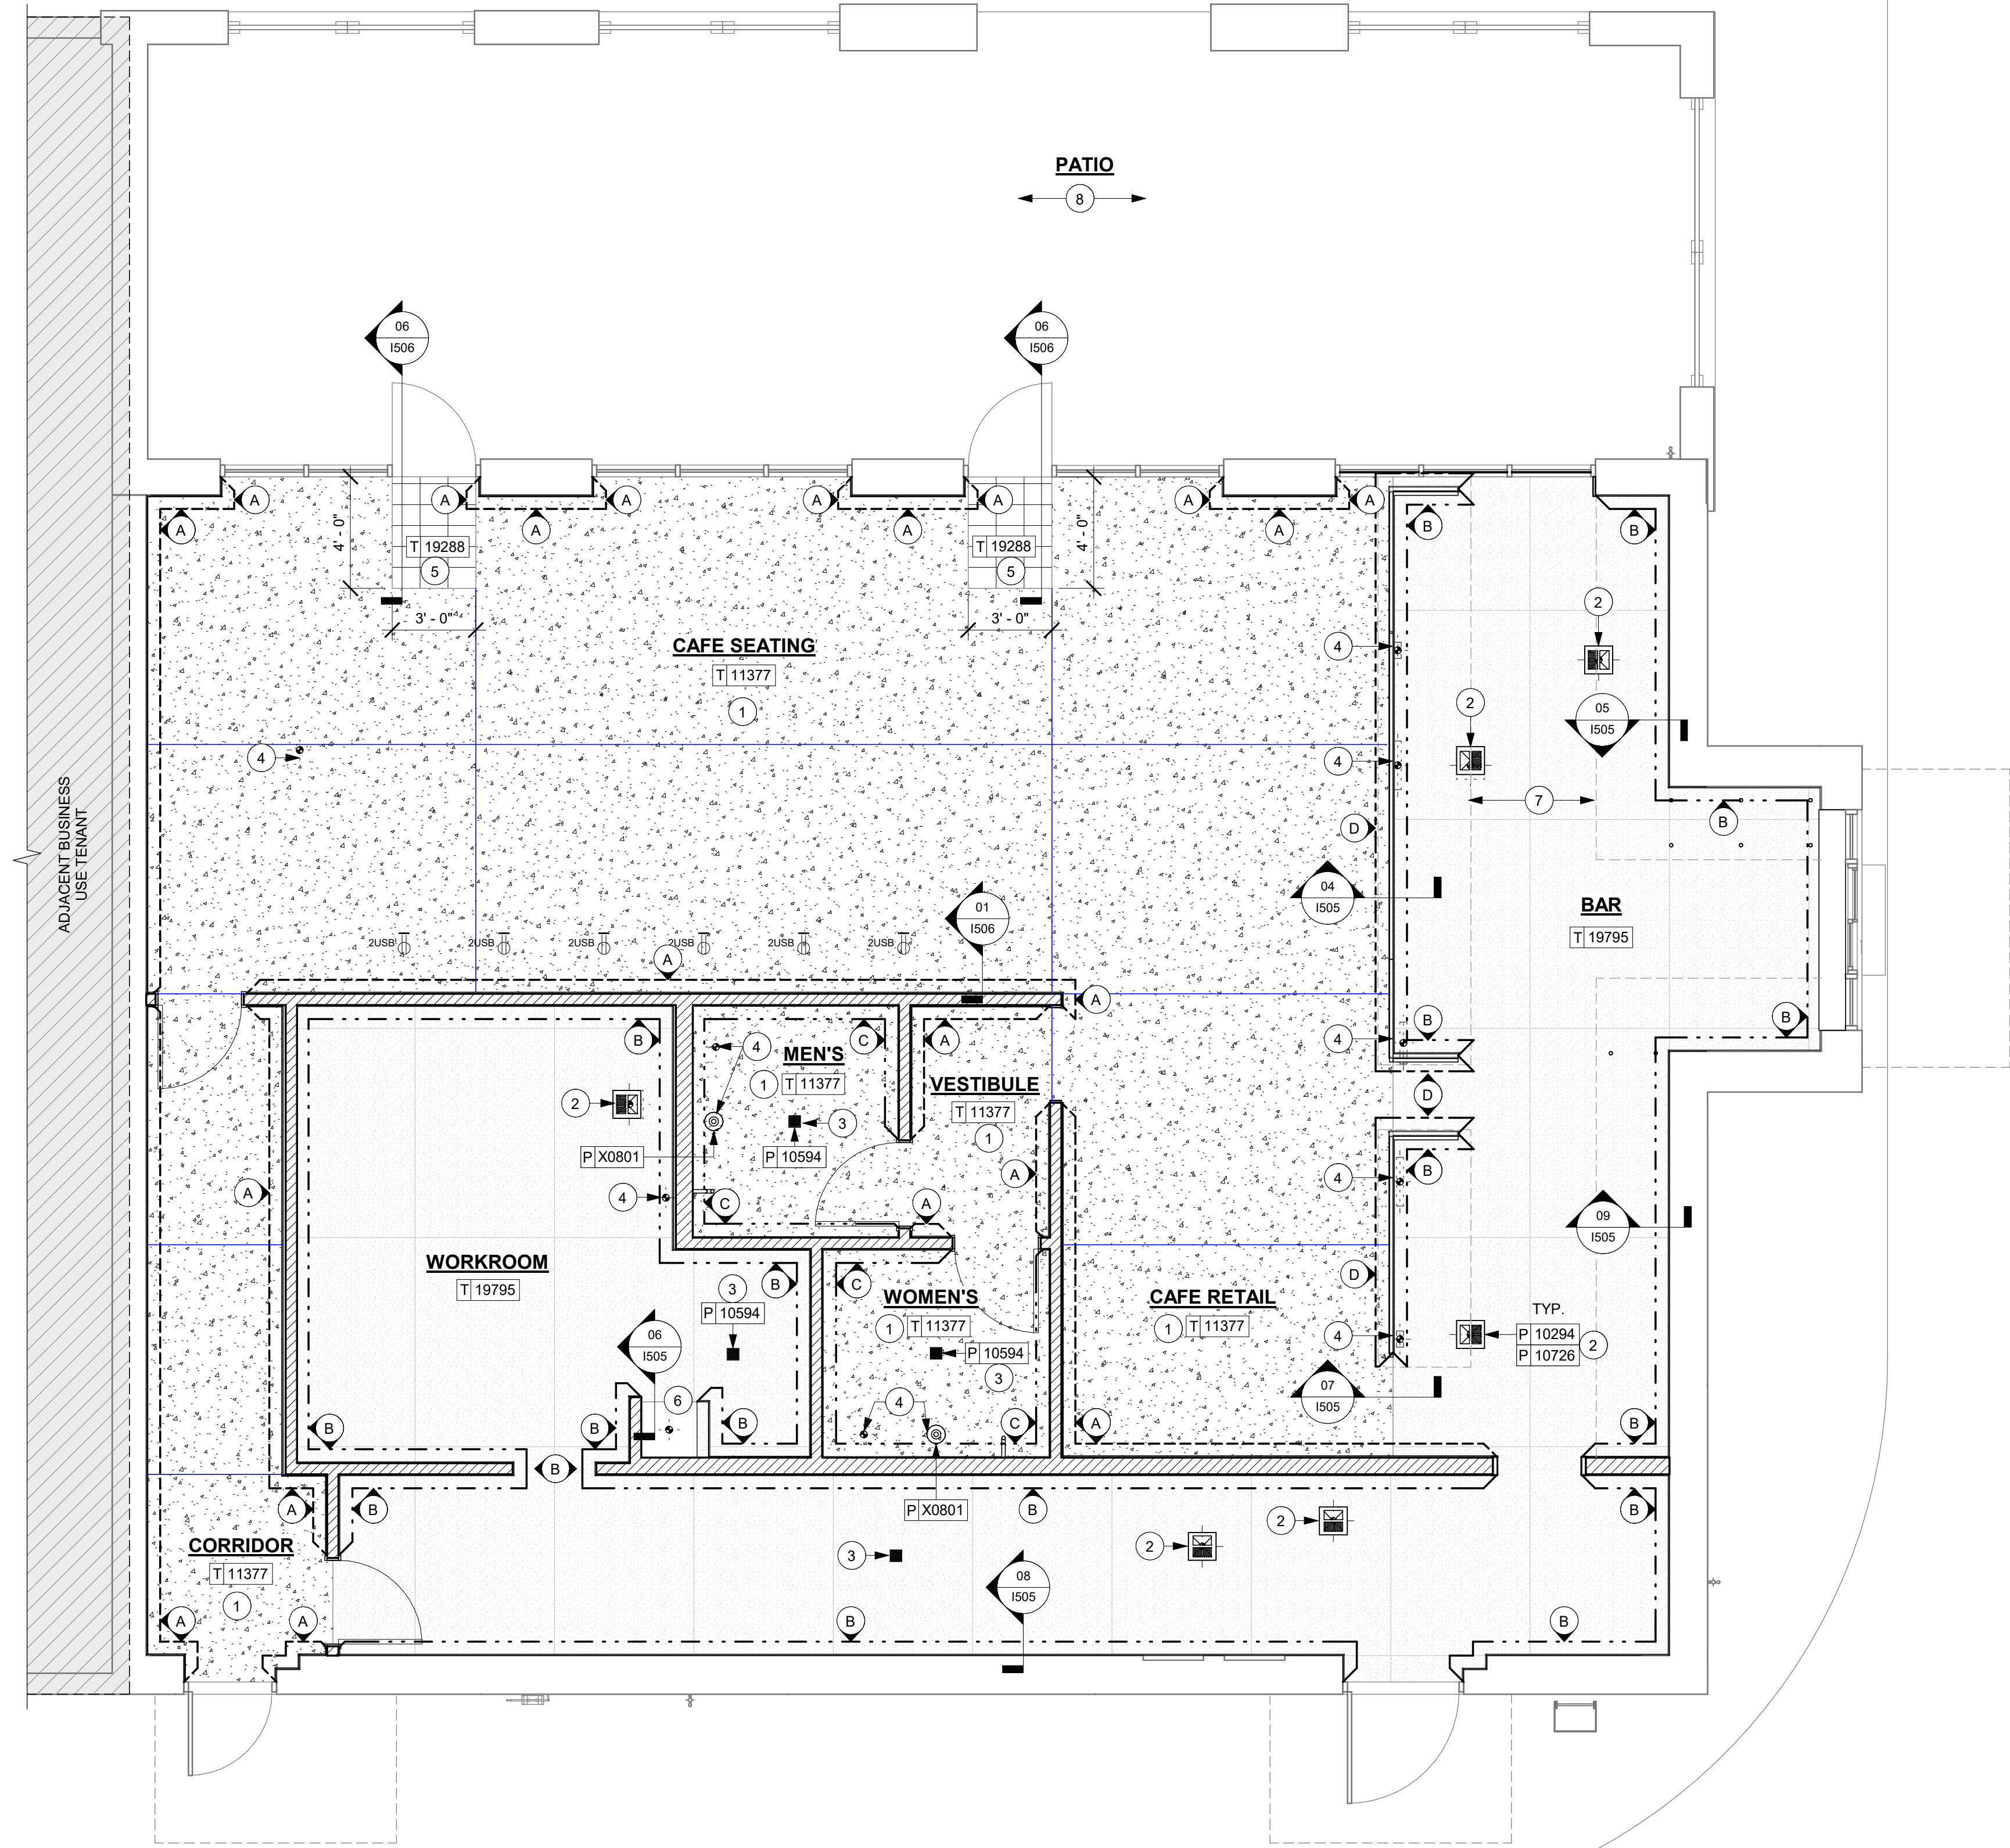 PATIO
8
06
I506
06
I506
A
A
A
A
A
A
A
A
A
A
A
A
B
B
4' - 0"
T 19288
5
T 19288
5
4' - 0"
3' - 0"
3' - 0"
2
CAFE SEATING
T 11377
1
4
2
05
I505
4
4
7
D
B
ADJACENT BUSINESS
USE TENANT
04
I505
BAR
T 19795
01
I506
2USB
2USB
2USB
2USB
2USB
2USB
A
A
B
B
B
4
C
A
4
MEN'S
1
T 11377
VESTIBULE
T 11377
1
2
3
D
P X0801
P 10594
A
4
B
A
4
C
A
09
I505
WORKROOM
T 19795
3
P 10594
B
C
WOMEN'S
1
T 11377
D
CAFE RETAIL
1
T 11377
TYP.
P 10294
P 10726
2
4
06
I505
P 10594
3
07
I505
6
4
B
B
B
C
A
B
B
A
B
P X0801
B
B
2
2
CORRIDOR
T 11377
1
3
08
I505
A
A
B
B